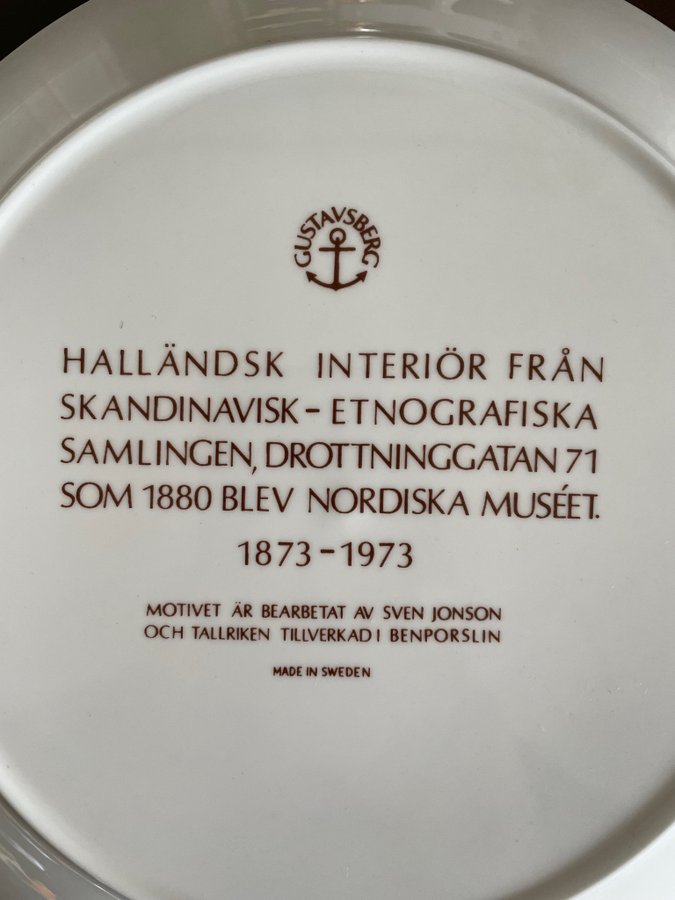 GUSTAVSBERG
HALLÄNDSK INTERIÖR FRÅN
SKANDINAVISK-ETNOGRAFISKA
SAMLINGEN, DROTTNINGGATAN 71
SOM 1880 BLEV NORDISKA MUSÉET.
1873-1973
MOTIVET ÄR BEARBETAT AV SVEN JONSON
OCH TALLRIKEN TILLVERKAD I BENPORSLIN
MADE IN SWEDEN